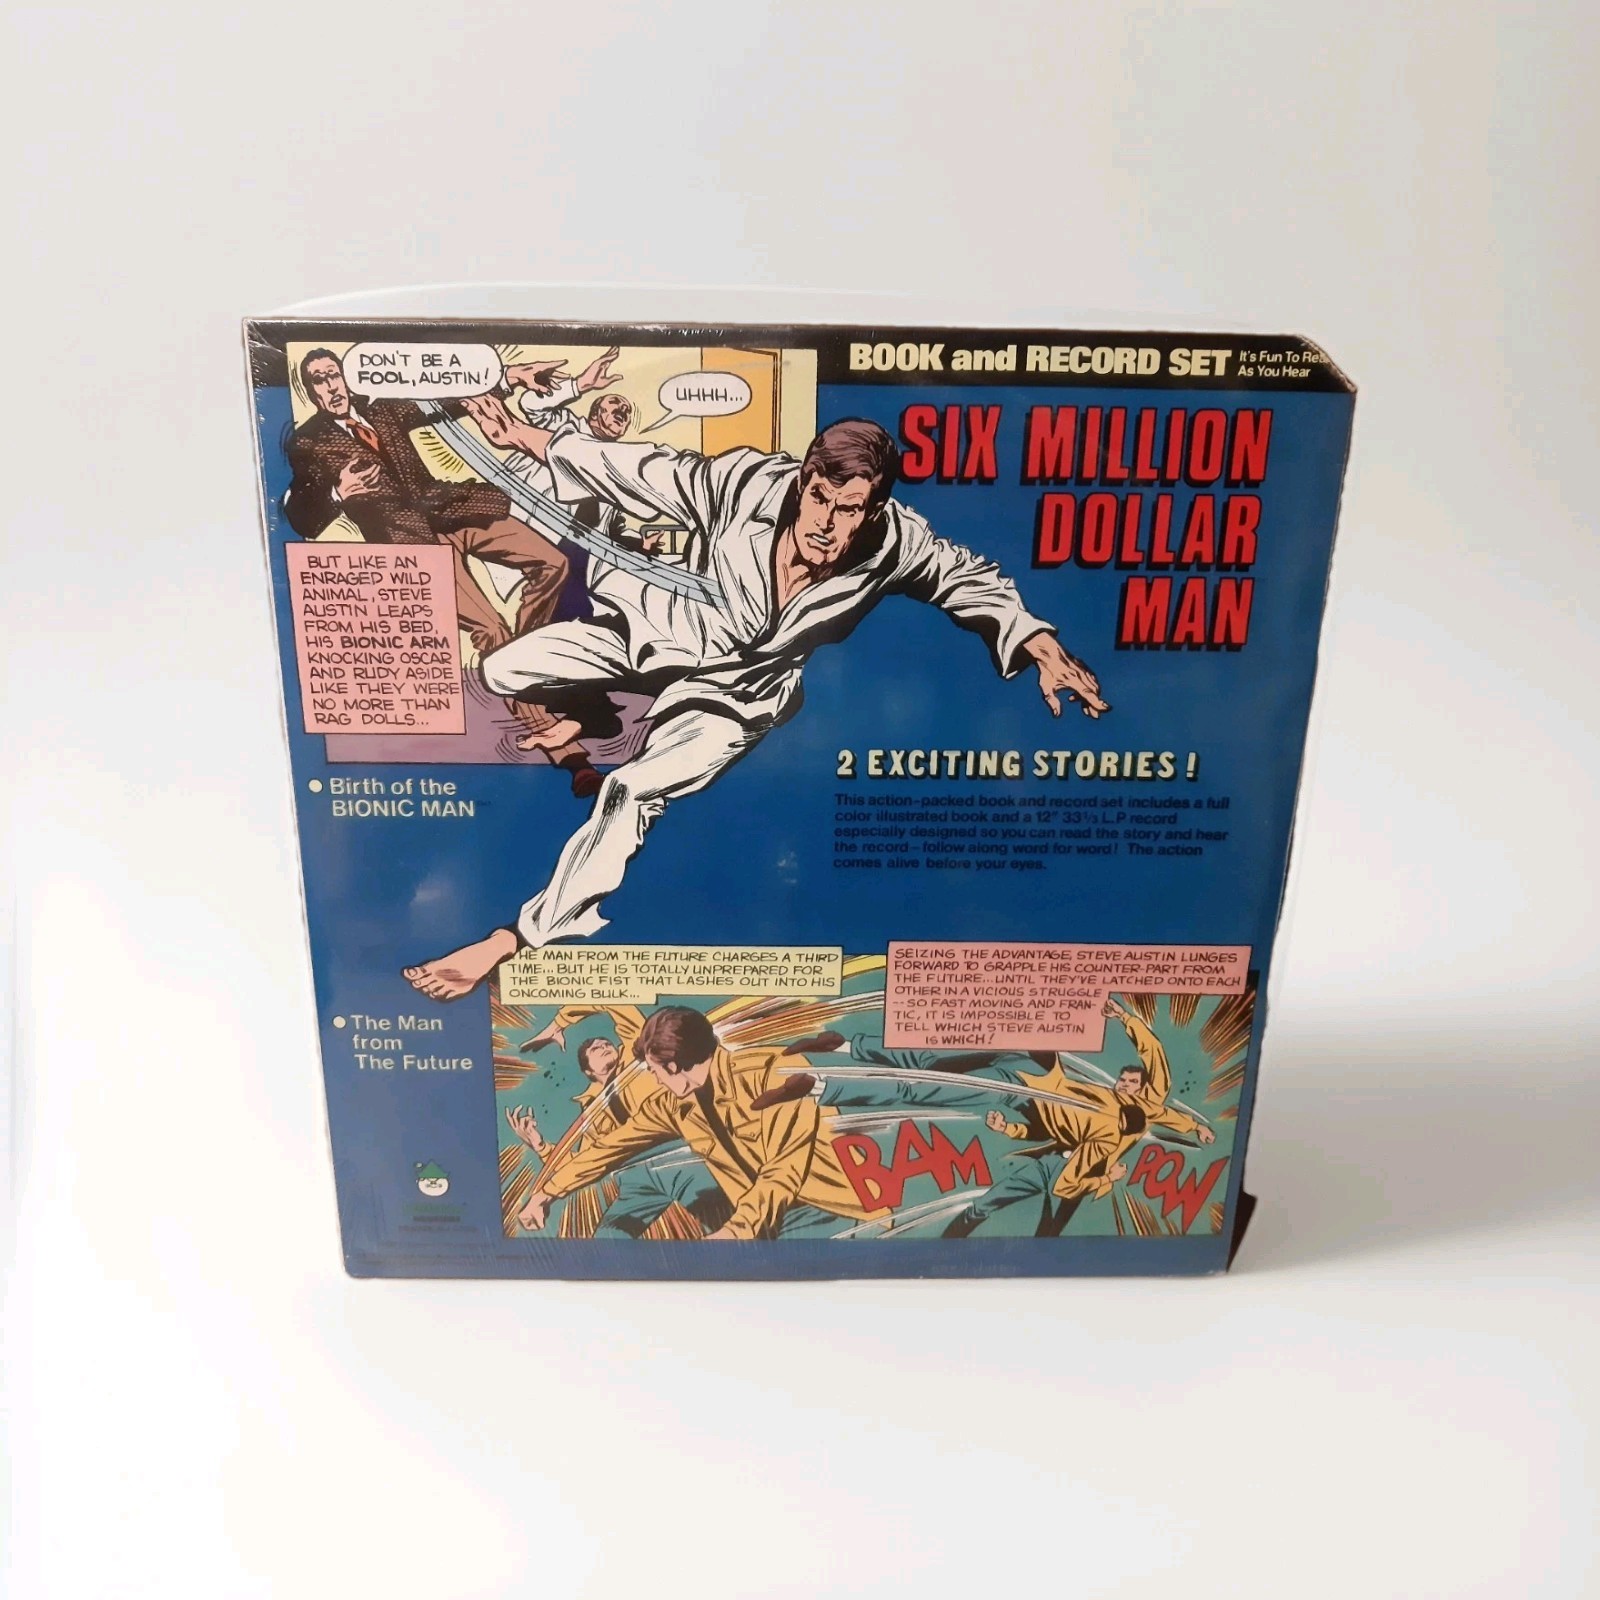 BOOK and RECORD SET
It's Fun To
As You Hear
DON'T BE A
FOOL, AUSTIN!
UHHH...
SIX MILLION
DOLLAR
MAN
BUT LIKE AN
ENRAGED WILD
ANIMAL, STEVE
AUSTIN LEAPS
FROM HIS BED,
HIS BIONIC ARM
KNOCKING OSCAR
AND RUDY ASIDE
LIKE THEY WERE
NO MORE THAN
RAG DOLLS...
• Birth of the
BIONIC MAN
2 EXCITING STORIES!
This action-packed book and record set includes a full
color illustrated book and a 12" 33⅓ L.P record
especially designed so you can read the story and hear
the record – follow along word for word! The action
comes alive before your eyes.
THE MAN FROM THE FUTURE CHARGES A THIRD
TIME... BUT HE IS TOTALLY UNPREPARED FOR
THE BIONIC FIST THAT LASHES OUT INTO HIS
ONCOMING BULK...
SEIZING THE ADVANTAGE, STEVE AUSTIN LUNGES
FORWARD TO GRAPPLE HIS COUNTER-PART FROM
THE FUTURE...UNTIL THEY'VE LATCHED ONTO EACH
OTHER IN A VICIOUS STRUGGLE
--SO FAST MOVING AND FRAN-
TIC, IT IS IMPOSSIBLE TO
TELL WHICH STEVE AUSTIN
IS WHICH!
• The Man
from
The Future
BAM
POW